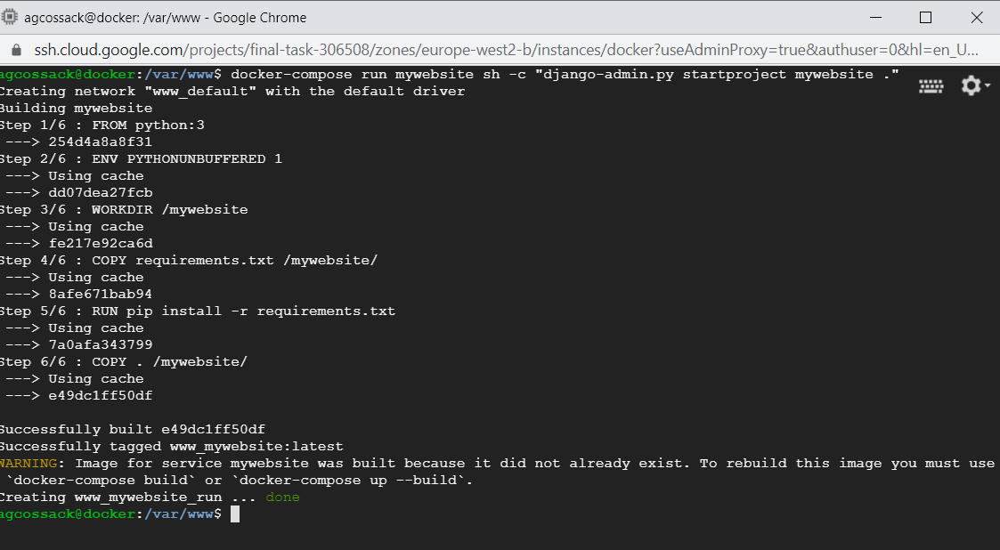 agcossack@docker: /var/www - Google Chrome
ssh.cloud.google.com/projects/final-task-306508/zones/europe-west2-b/instances/docker?useAdminProxy=true&authuser=0&hl=en_U...
agcossack@docker:/var/www$ docker-compose run mywebsite sh -c "django-admin.py startproject mywebsite ."
Creating network "www_default" with the default driver
Building mywebsite
Step 1/6 : FROM python:3
---> 254d4a8a8f31
Step 2/6 : ENV PYTHONUNBUFFERED 1
---> Using cache
---> dd07dea27fcb
Step 3/6 : WORKDIR /mywebsite
---> Using cache
---> fe217e92ca6d
Step 4/6 : COPY requirements.txt /mywebsite/
---> Using cache
---> 8afe671bab94
Step 5/6 : RUN pip install -r requirements.txt
---> Using cache
---> 7a0afa343799
Step 6/6 : COPY . /mywebsite/
---> Using cache
---> e49dc1ff50df
Successfully built e49dc1ff50df
Successfully tagged www_mywebsite:latest
WARNING: Image for service mywebsite was built because it did not already exist. To rebuild this image you must use
`docker-compose build` or `docker-compose up --build`.
Creating www_mywebsite_run ... done
agcossack@docker:/var/www$